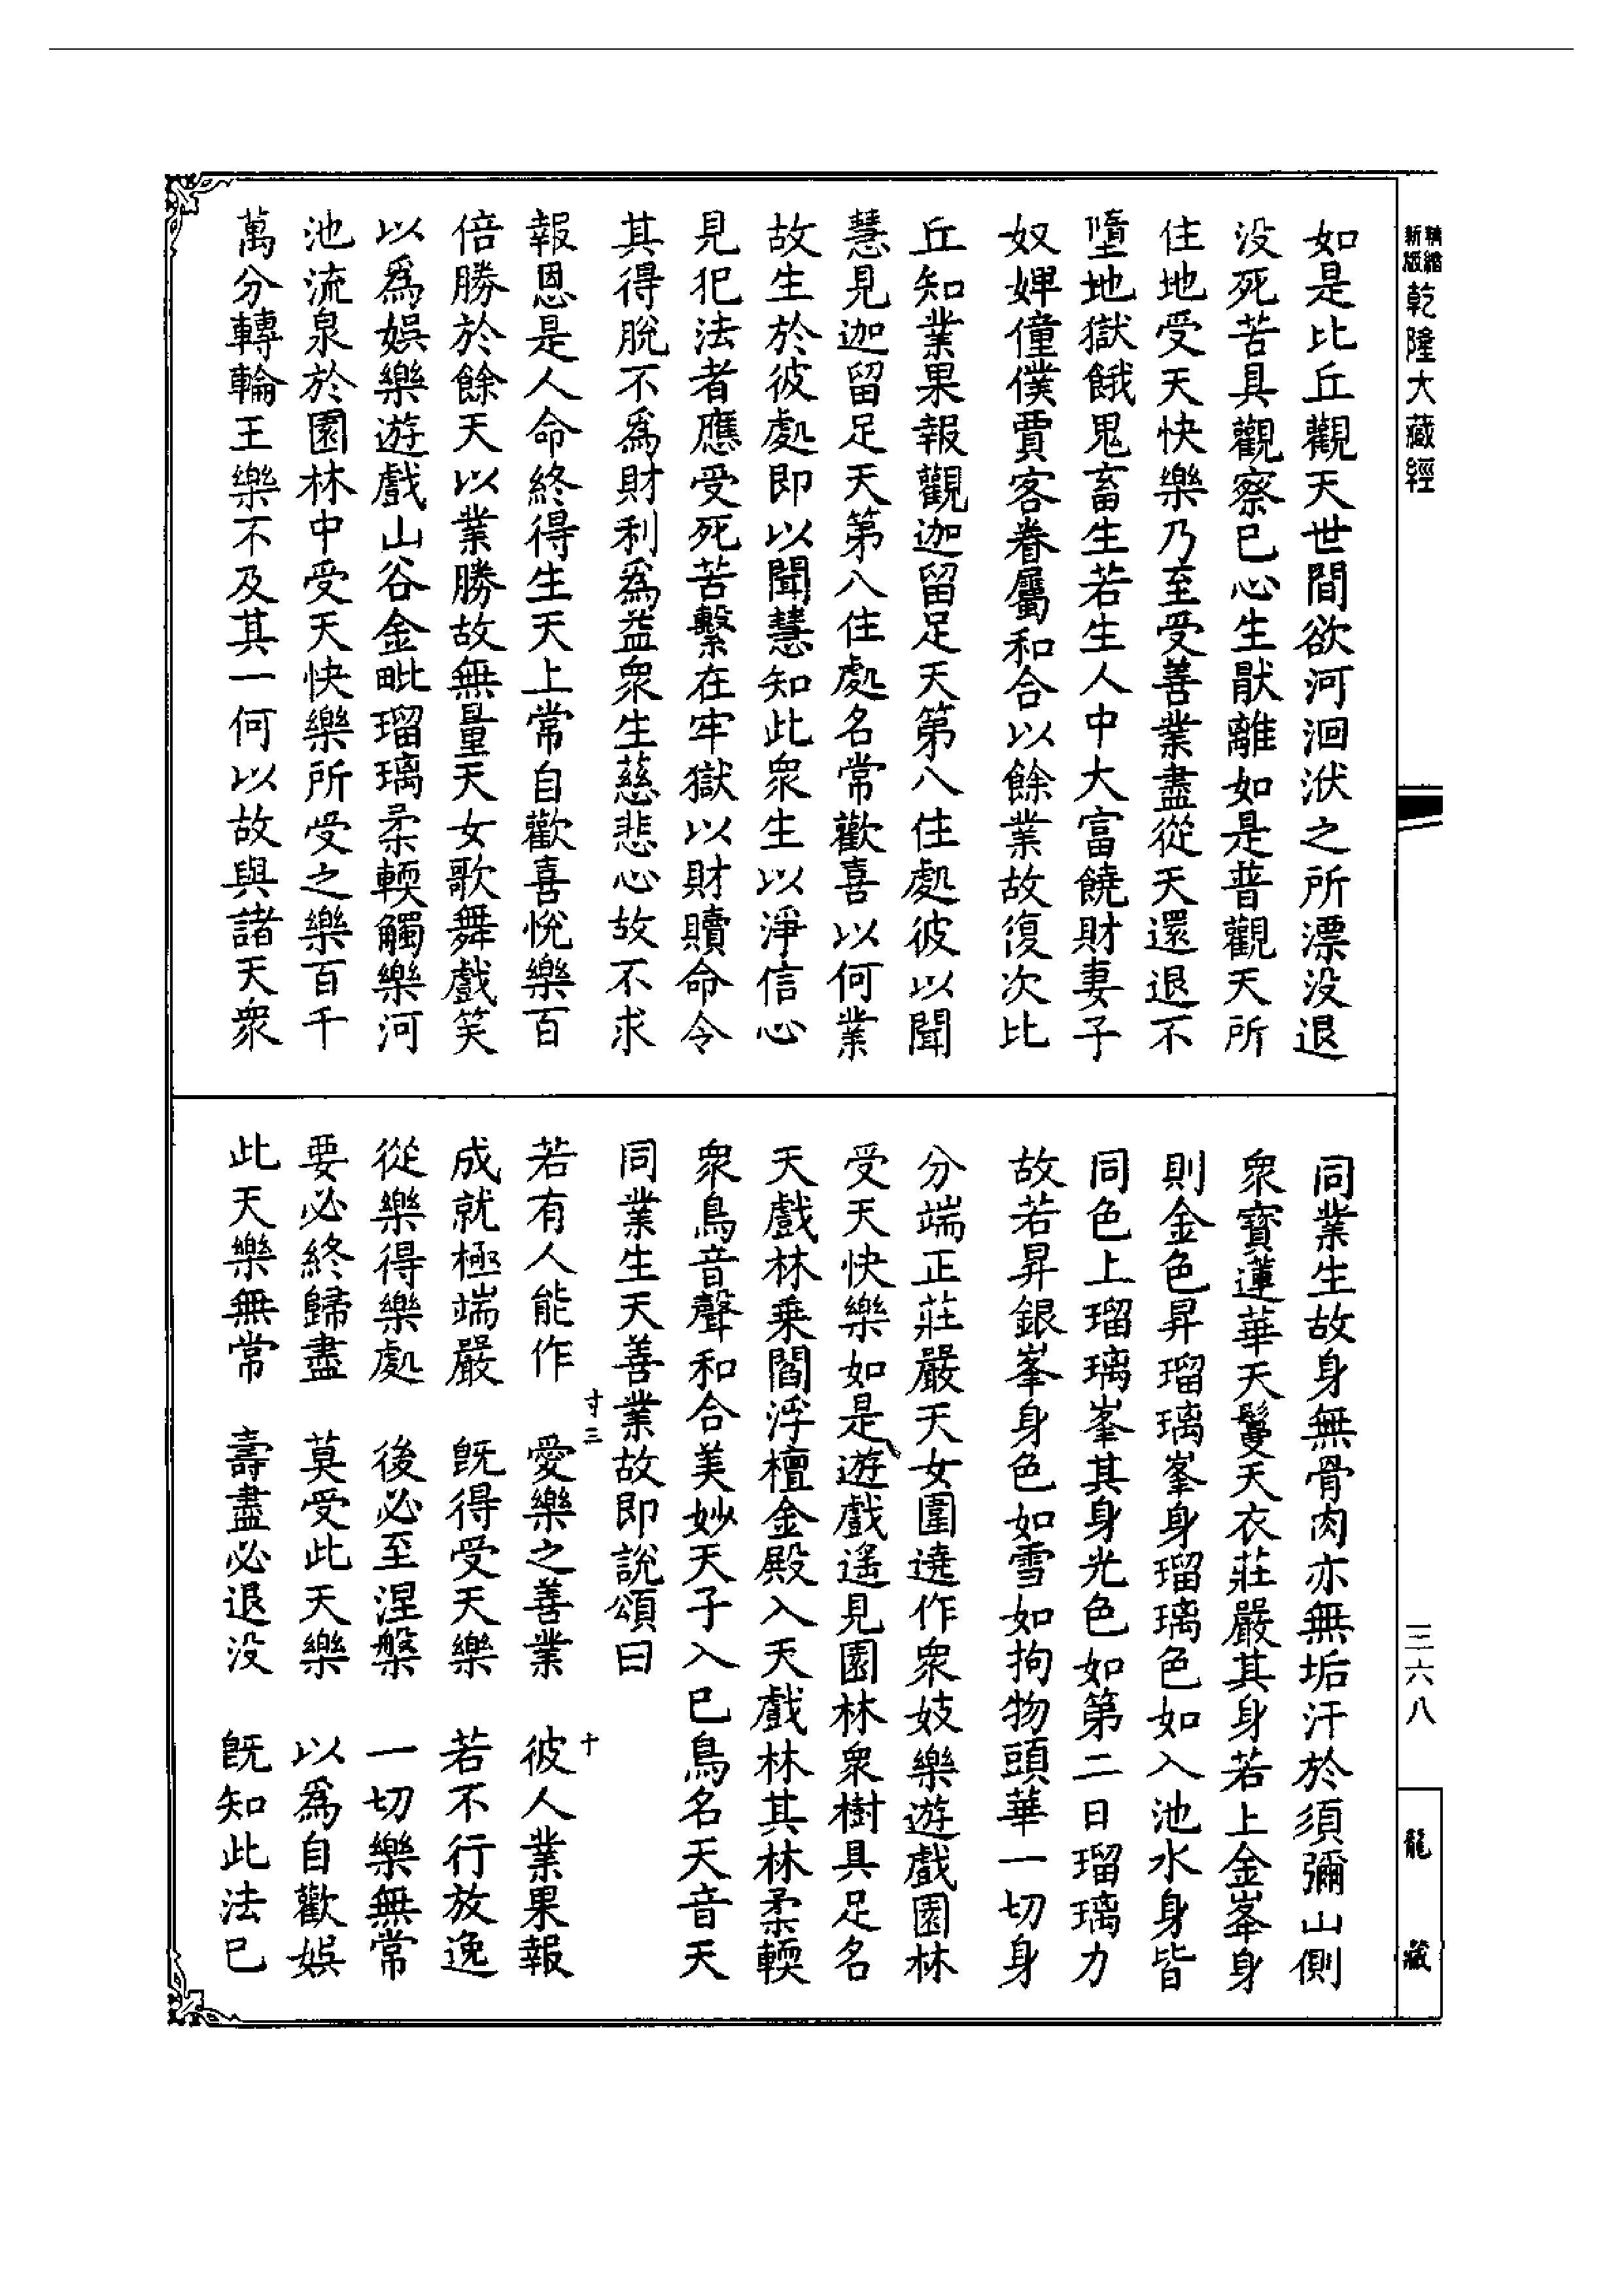 精縮新版乾隆大藏經
三六八
龍藏
如是比丘觀天世間欲河洄洑之所漂没退
没死苦具觀察已心生猒離如是普觀天所
住地受天快樂乃至受善業盡從天還退不
墮地獄餓鬼畜生若生人中大富饒財妻子
奴婢僮僕賈客眷屬和合以餘業故復次比
丘知業果報觀迦留足天第八住處彼以聞
慧見迦留足天第八住處名常歡喜以何業
故生於彼處即以聞慧知此衆生以淨信心
見犯法者應受死苦繫在牢獄以財贖命令
其得脫不爲財利爲益衆生慈悲心故不求
報恩是人命終得生天上常自歡喜悅樂百
倍勝於餘天以業勝故無量天女歌舞戲笑
以爲娛樂遊戲山谷金毗瑠璃柔輭觸樂河
池流泉於園林中受天快樂所受之樂百千
萬分轉輪王樂不及其一何以故與諸天衆
同業生故身無骨肉亦無垢汗於須彌山側
衆寶蓮華天鬘天衣莊嚴其身若上金峯身
則金色昇瑠璃峯身瑠璃色如入池水身皆
同色上瑠璃峯其身光色如第二日瑠璃力
故若昇銀峯身色如雪如拘物頭華一切身
分端正莊嚴天女圍遶作衆妓樂遊戲園林
受天快樂如是遊戲遙見園林衆樹具足名
天戲林乗閻浮檀金殿入天戲林其林柔輭
衆鳥音聲和合美妙天子入已鳥名天音天
同業生天善業故即說頌曰
寸三　十
若有人能作　愛樂之善業　彼人業果報
成就極端嚴　既得受天樂　若不行放逸
從樂得樂處　後必至涅槃　一切樂無常
要必終歸盡　莫受此天樂　以爲自歡娛
此天樂無常　壽盡必退没　既知此法已